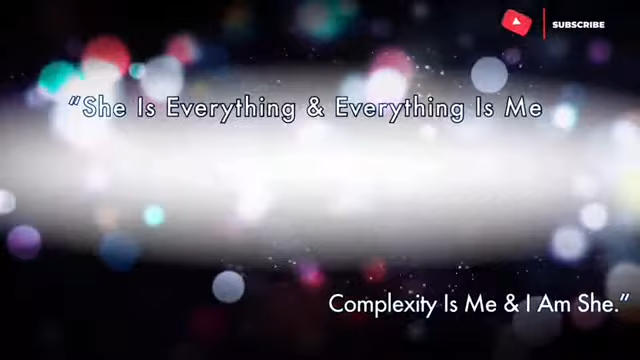 SUBSCRIBE
"She Is Everything & Everything Is Me
Complexity Is Me & I Am She."